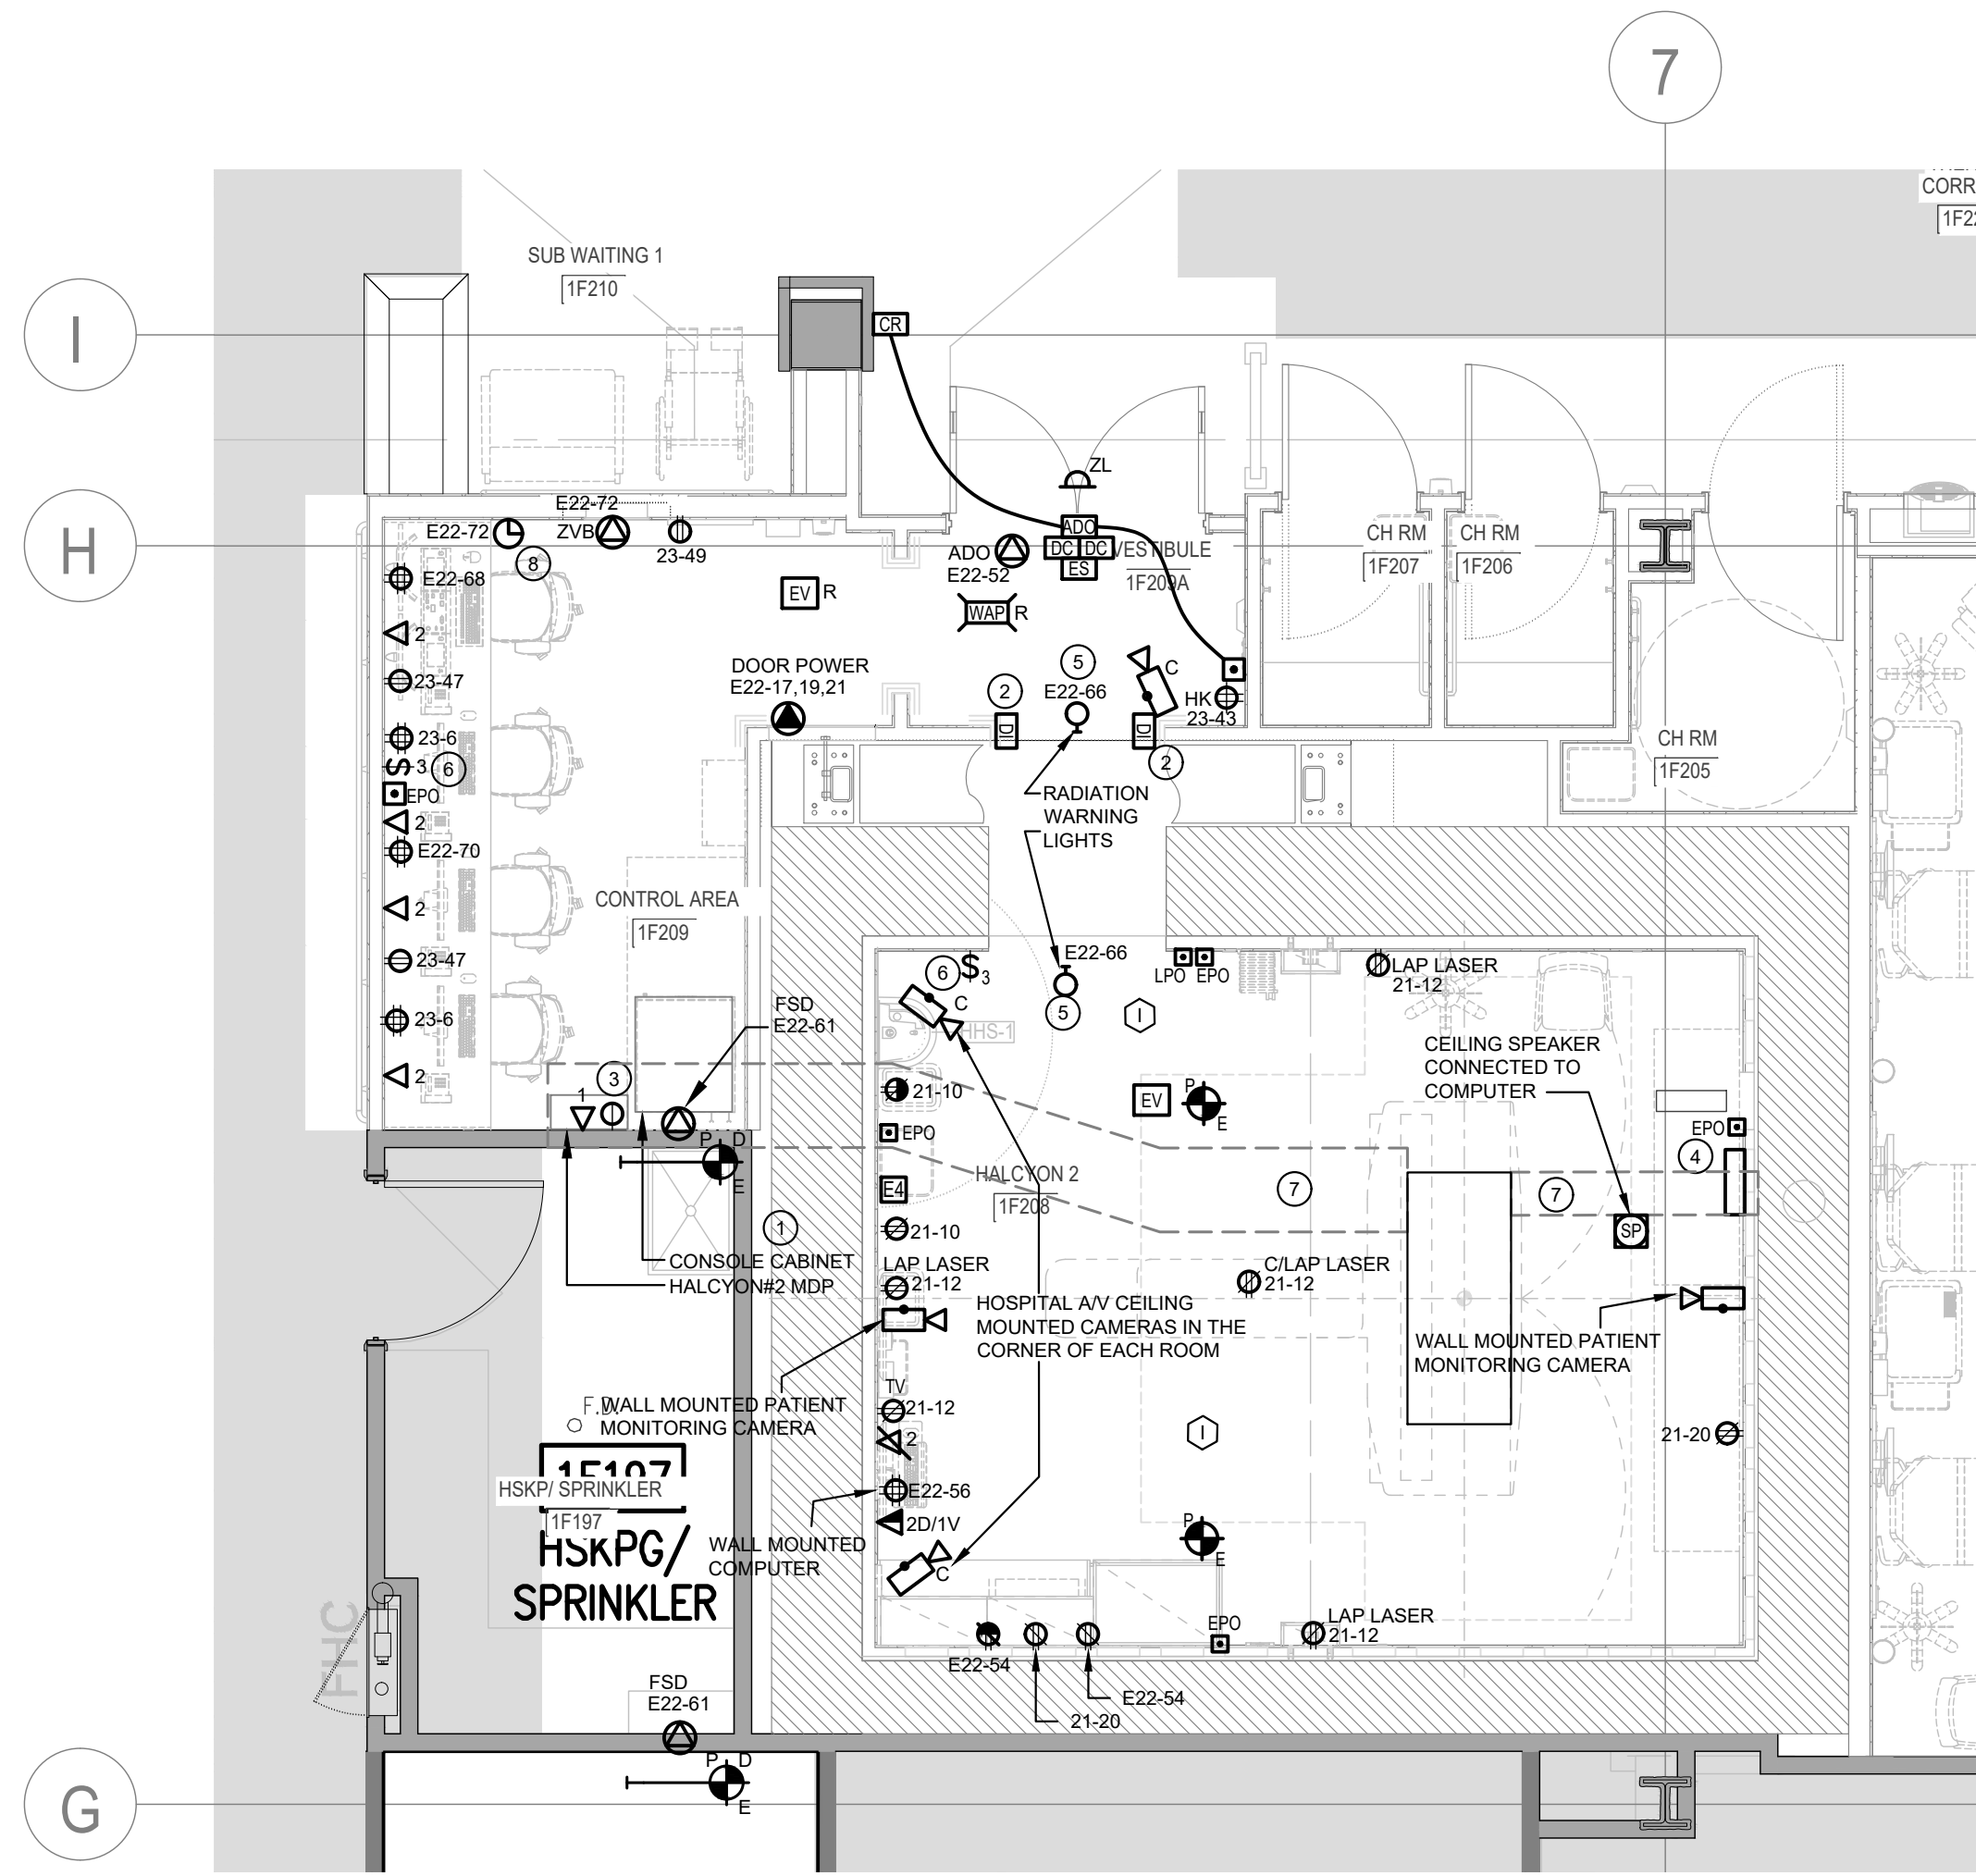 7
CORR
1F22
SUB WAITING 1
1F210
I
CR
ZL
E22-72
E22-72
ZVB
23-49
H
ADO
E22-52
ADO
DC
DC
ES
VESTIBULE
1F209A
CH RM
1F207
CH RM
1F206
8
E22-68
EV
R
WAP
R
2
DOOR POWER
E22-17,19,21
5
E22-66
2
C
HK
23-43
23-47
DI
DI
2
CH RM
1F205
23-6
S3
6
EPO
RADIATION
WARNING
LIGHTS
2
E22-70
CONTROL AREA
1F209
2
23-47
6
$3
E22-66
LPO
EPO
LAP LASER
21-12
C
5
I
HHS-1
23-6
FSD
E22-61
CEILING SPEAKER
CONNECTED TO
COMPUTER
2
3
1
21-10
EV
P
E
EPO
EPO
4
P
D
E
E4
HALCYON 2
1F208
7
7
1
21-10
SP
CONSOLE CABINET
HALCYON#2 MDP
LAP LASER
21-12
C/LAP LASER
21-12
HOSPITAL A/V CEILING
MOUNTED CAMERAS IN THE
CORNER OF EACH ROOM
WALL MOUNTED PATIENT
MONITORING CAMERA
TV
21-12
F.D.
WALL MOUNTED PATIENT
MONITORING CAMERA
2
I
21-20
1F197
HSKP/ SPRINKLER
1F197
E22-56
2D/1V
HSKPG/
SPRINKLER
WALL MOUNTED
COMPUTER
P
E
C
FHC
EPO
LAP LASER
21-12
E22-54
E22-54
21-20
FSD
E22-61
P
D
E
G